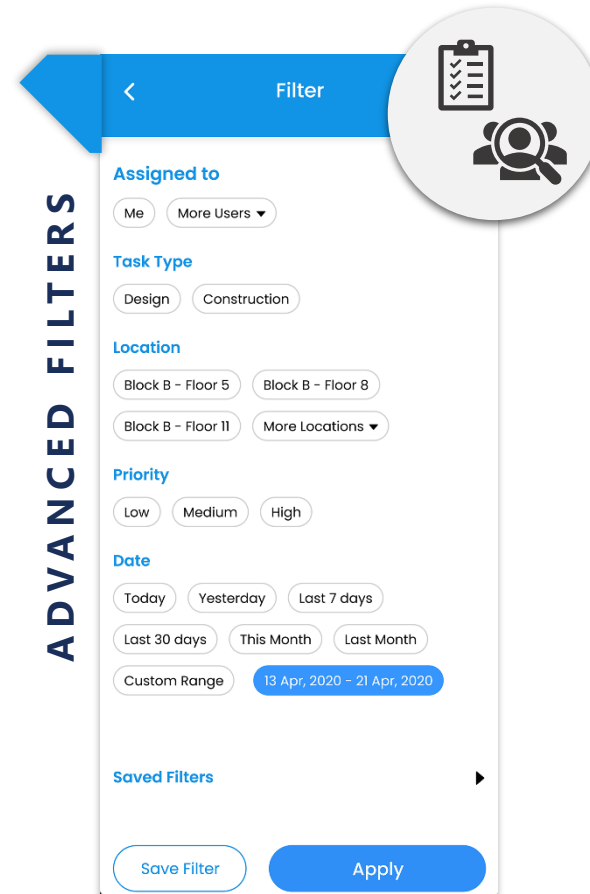 ADVANCED FILTERS
Filter
Assigned to
Me More Users
Task Type
Design Construction
Location
Block B - Floor 5 Block B - Floor 8
Block B - Floor 11 More Locations
Priority
Low Medium High
Date
Today Yesterday Last 7 days
Last 30 days This Month Last Month
Custom Range 13 Apr, 2020 - 21 Apr, 2020
Saved Filters
Save Filter Apply